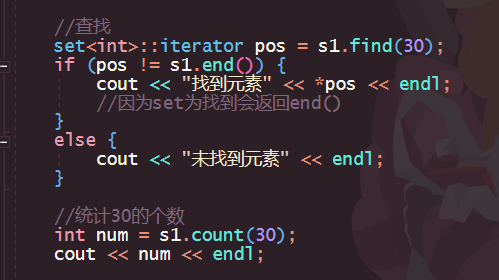 //查找
set<int>::iterator pos = s1.find(30);
if (pos != s1.end()) {
cout << "找到元素" << *pos << endl;
//因为set为找到会返回end()
}
else {
cout << "未找到元素" << endl;
}
//统计30的个数
int num = s1.count(30);
cout << num << endl;